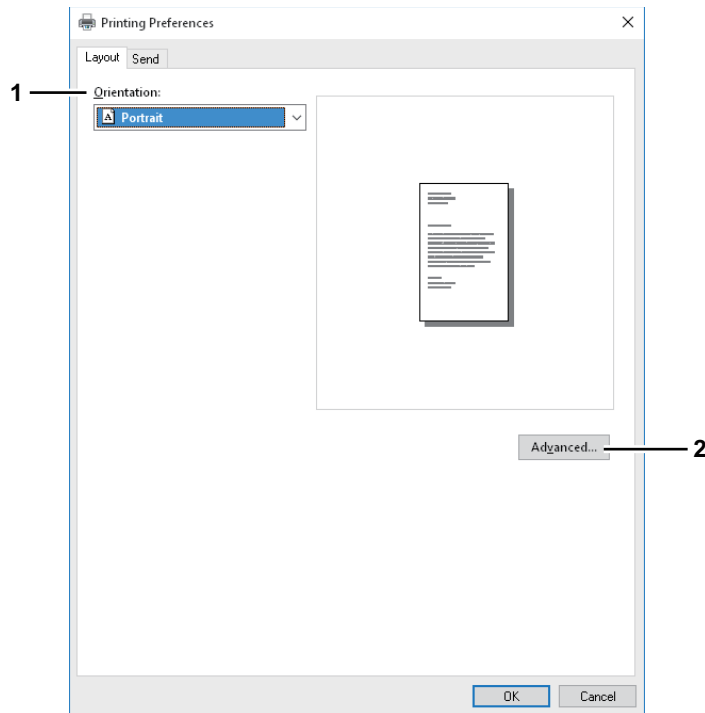 Printing Preferences
Layout Send
1 Orientation:
A Portrait
Advanced... 2
OK Cancel